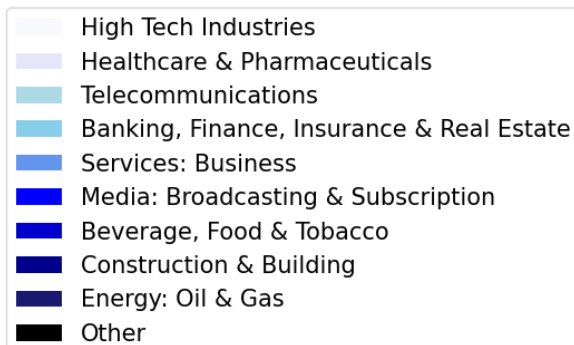 High Tech Industries
Healthcare & Pharmaceuticals
Telecommunications
Banking, Finance, Insurance & Real Estate
Services: Business
Media: Broadcasting & Subscription
Beverage, Food & Tobacco
Construction & Building
Energy: Oil & Gas
Other